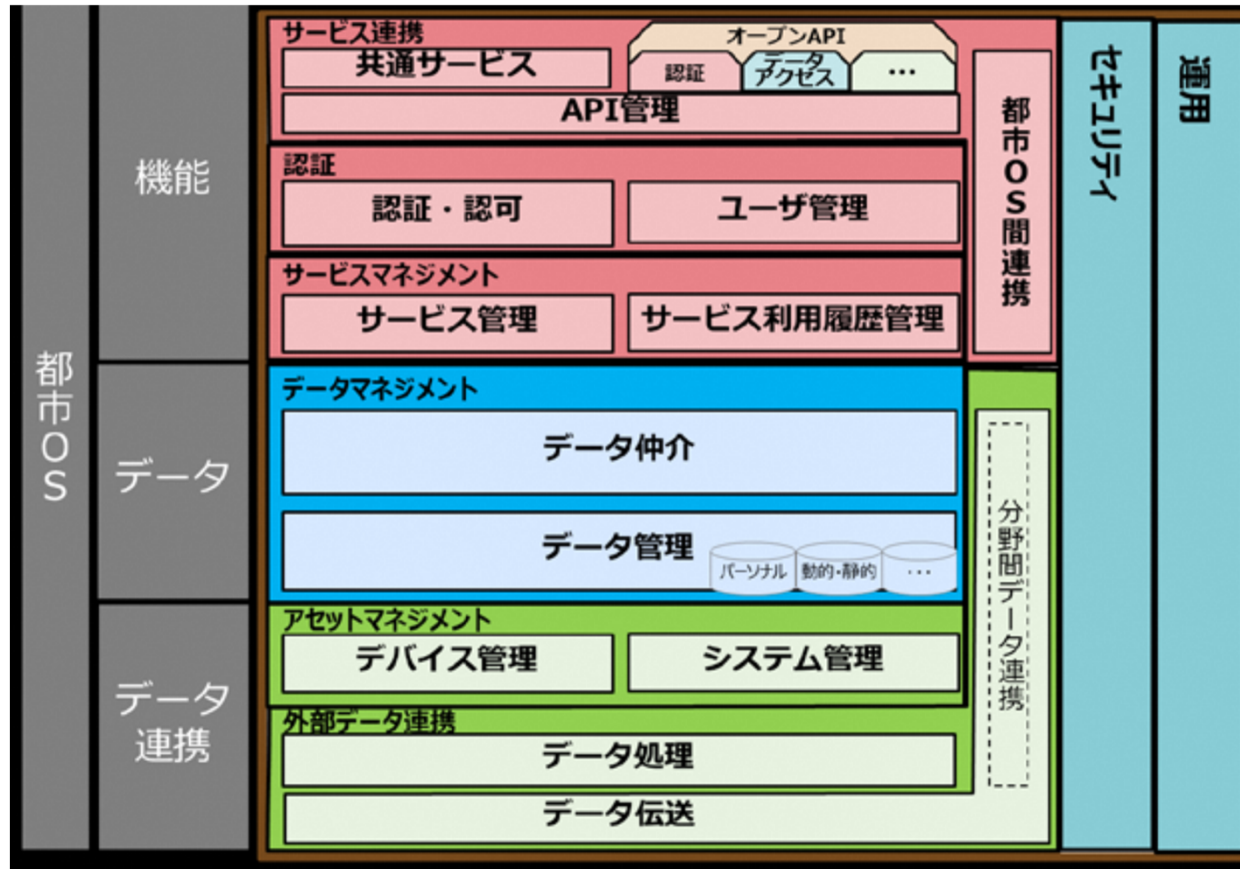 都市OS
機能
データ
データ
連携
サービス連携
共通サービス
オープンAPI
認証
データ
アクセス
…
API管理
認証
認証・認可
ユーザ管理
サービスマネジメント
サービス管理
サービス利用履歴管理
都市OS間連携
データマネジメント
データ仲介
データ管理
パーソナル
動的・静的
…
アセットマネジメント
デバイス管理
システム管理
外部データ連携
データ処理
データ伝送
分野間データ連携
セキュリティ
運用